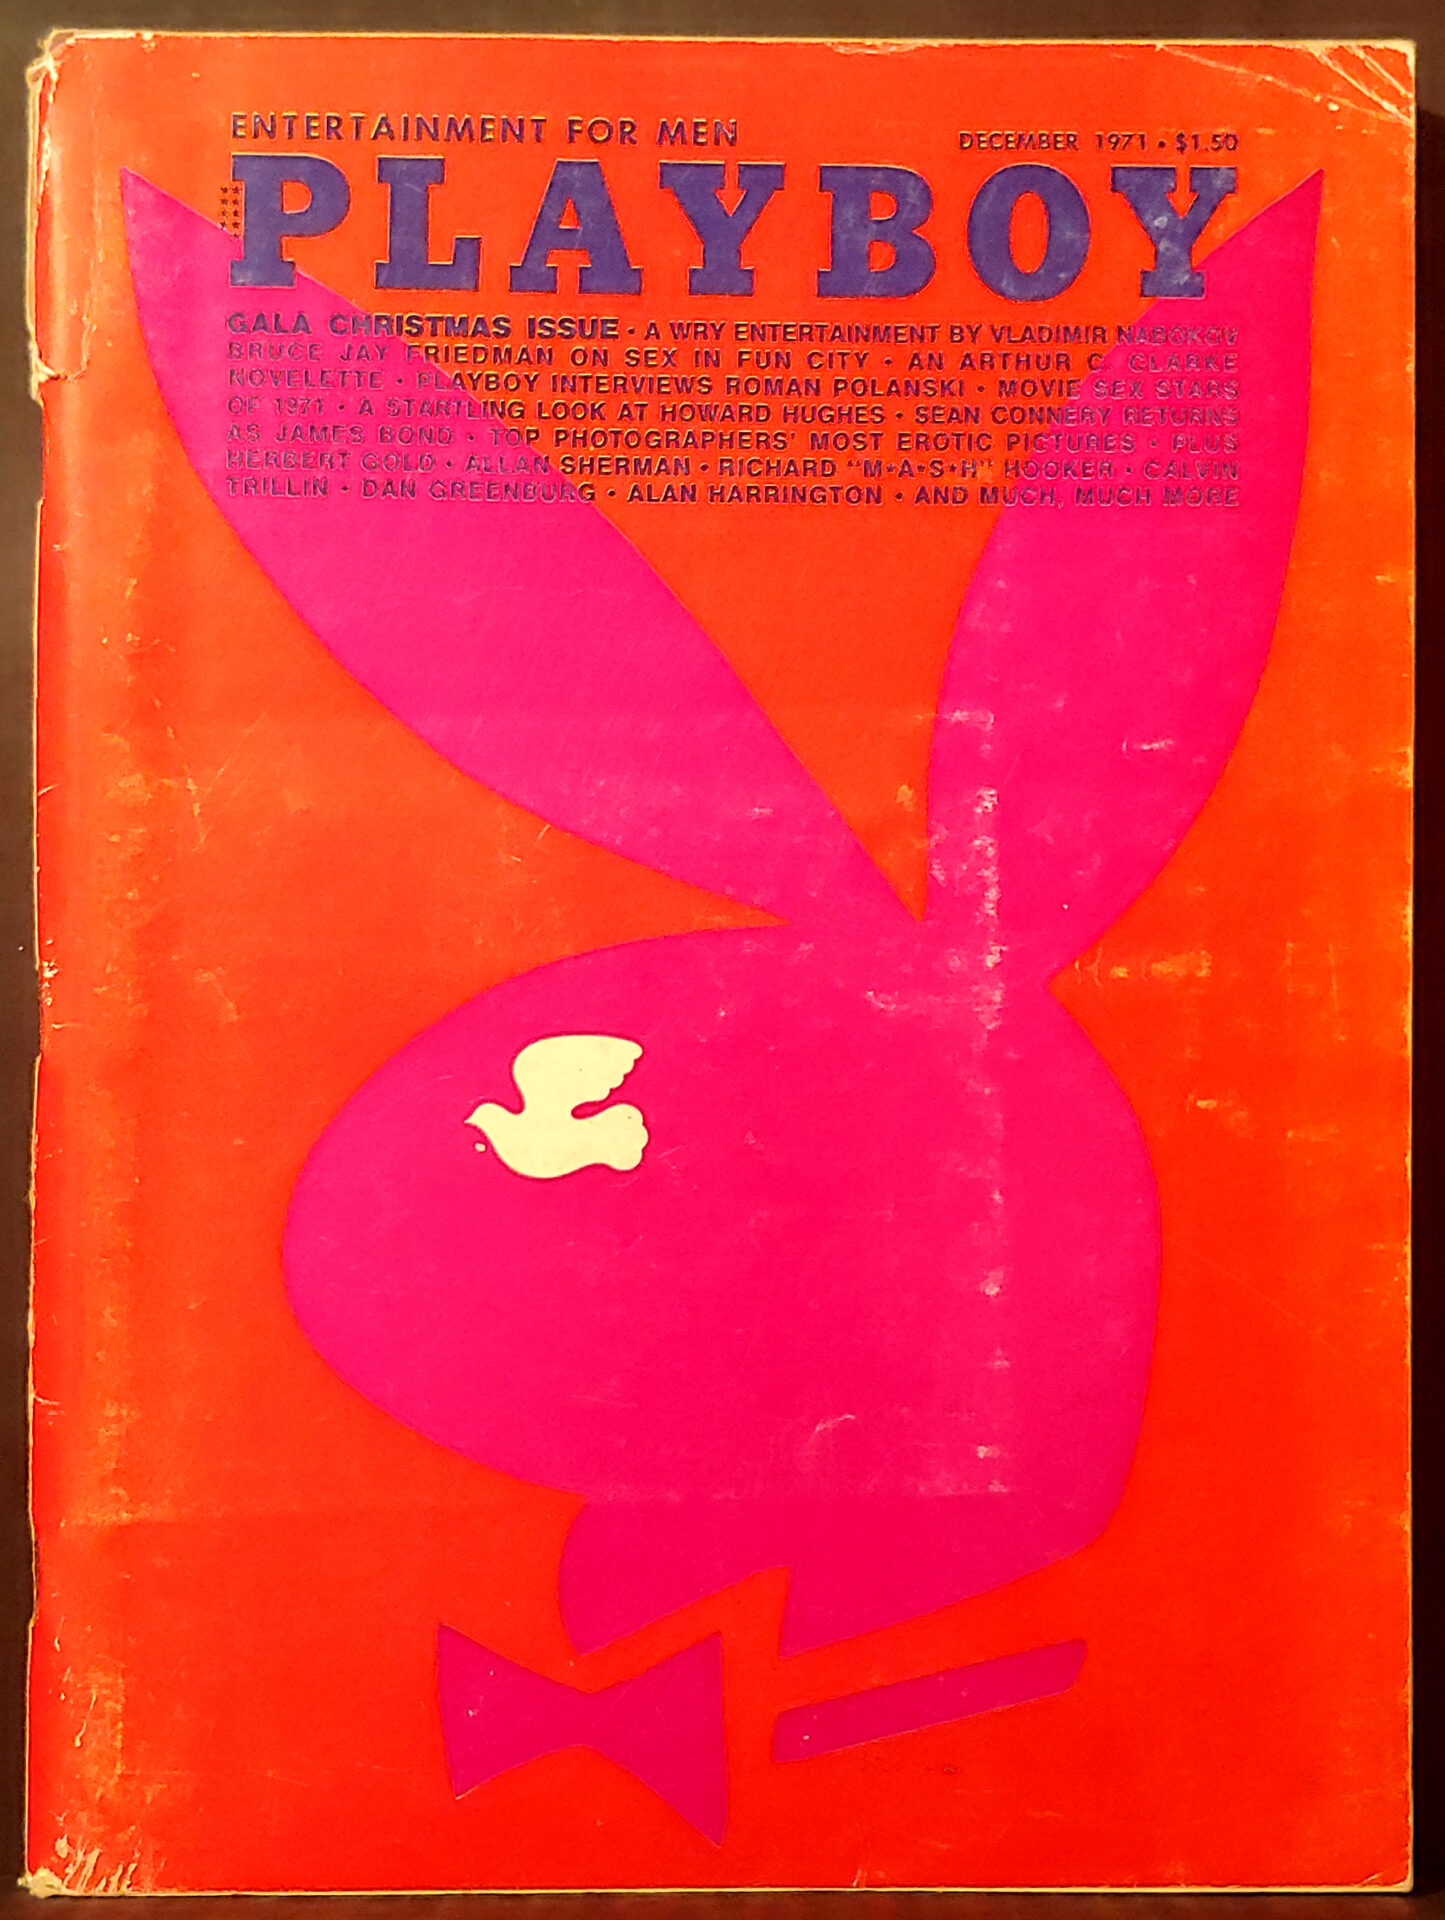 ENTERTAINMENT FOR MEN
DECEMBER 1971 • $1.50
PLAYBOY
GALA CHRISTMAS ISSUE • A WRY ENTERTAINMENT BY VLADIMIR NABOKOV
BRUCE JAY FRIEDMAN ON SEX IN FUN CITY • AN ARTHUR C. CLARKE
NOVELETTE • PLAYBOY INTERVIEWS ROMAN POLANSKI • MOVIE SEX STARS
OF 1971 • A STARTLING LOOK AT HOWARD HUGHES • SEAN CONNERY RETURNS
AS JAMES BOND • TOP PHOTOGRAPHERS' MOST EROTIC PICTURES • PLUS
HERBERT GOLD • ALLAN SHERMAN • RICHARD "M*A*S*H" HOOKER • CALVIN
TRILLIN • DAN GREENBURG • ALAN HARRINGTON • AND MUCH, MUCH MORE